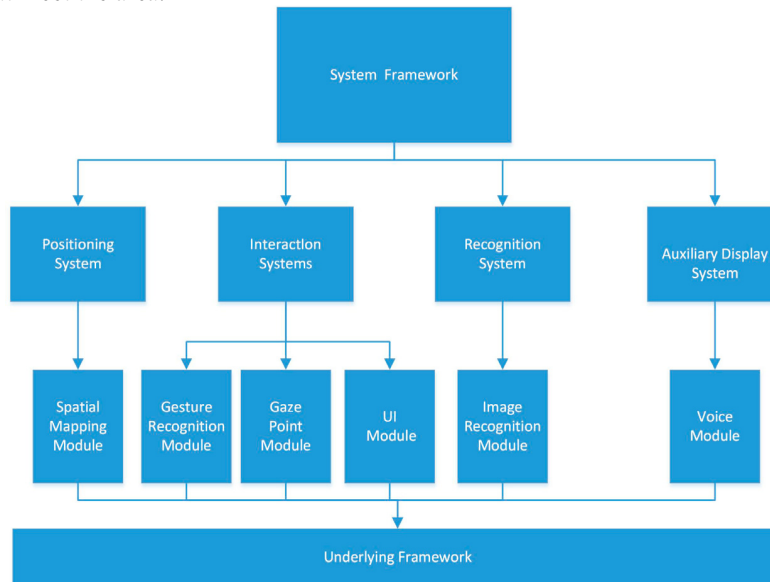 System Framework
Positioning
System
Interaction
Systems
Recognition
System
Auxiliary Display
System
Spatial
Mapping
Module
Gesture
Recognition
Module
Gaze
Point
Module
UI
Module
Image
Recognition
Module
Voice
Module
Underlying Framework